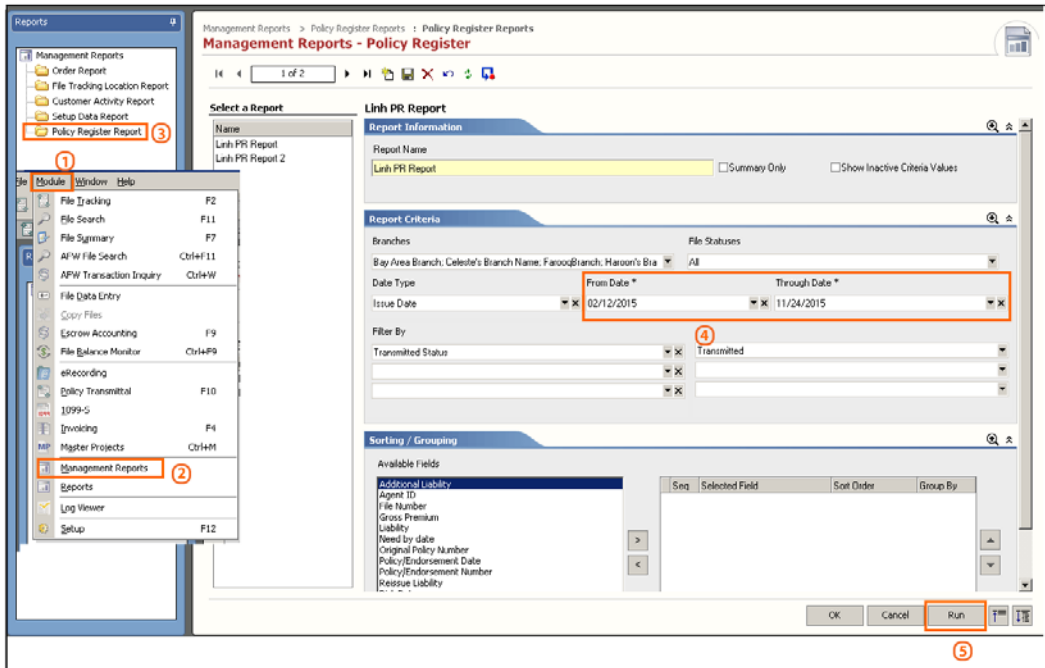 Reports
Management Reports
Order Report
File Tracking Location Report
Customer Activity Report
Setup Data Report
Policy Register Report
3
1
File Module Window Help
File Tracking F2
File Search F11
File Summary F7
AFW File Search Ctrl+F11
AFW Transaction Inquiry Ctrl+W
File Data Entry
Copy Files
Escrow Accounting F9
File Balance Monitor Ctrl+F9
eRecording
Policy Transmittal F10
1099-S
Invoicing F4
MP Master Projects Ctrl+M
Management Reports
2
Reports
Log Viewer
Setup F12
Management Reports > Policy Register Reports : Policy Register Reports
Management Reports - Policy Register
1 of 2
Select a Report
Name
Linh PR Report
Linh PR Report 2
Linh PR Report
Report Information
Report Name
Linh PR Report
Summary Only
Show Inactive Criteria Values
Report Criteria
Branches File Statuses
Bay Area Branch; Celeste's Branch Name; FarooqBranch; Haroon's Bra All
Date Type From Date * Through Date *
Issue Date 02/12/2015 11/24/2015
4
Filter By
Transmitted Status Transmitted
Sorting / Grouping
Available Fields
Additional Liability
Agent ID
File Number
Gross Premium
Liability
Need by date
Original Policy Number
Policy/Endorsement Date
Policy/Endorsement Number
Reissue Liability
Seq Selected Field Sort Order Group By
>
<
OK Cancel Run
5